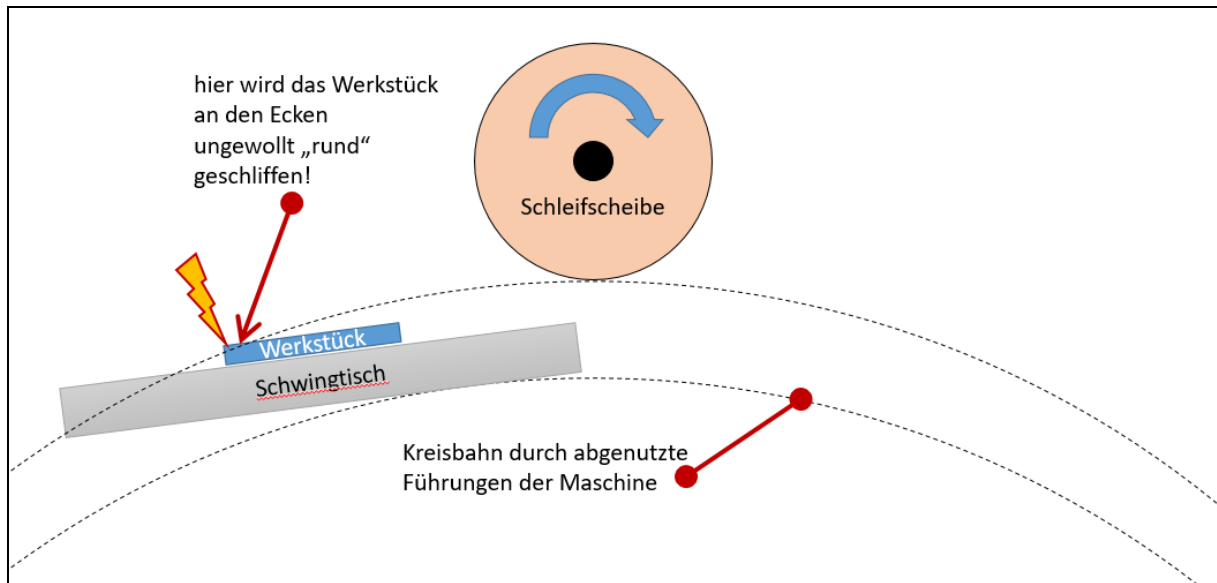 hier wird das Werkstück
an den Ecken
ungewollt „rund“
geschliffen!
Schleifscheibe
Werkstück
Schwingtisch
Kreisbahn durch abgenutzte
Führungen der Maschine